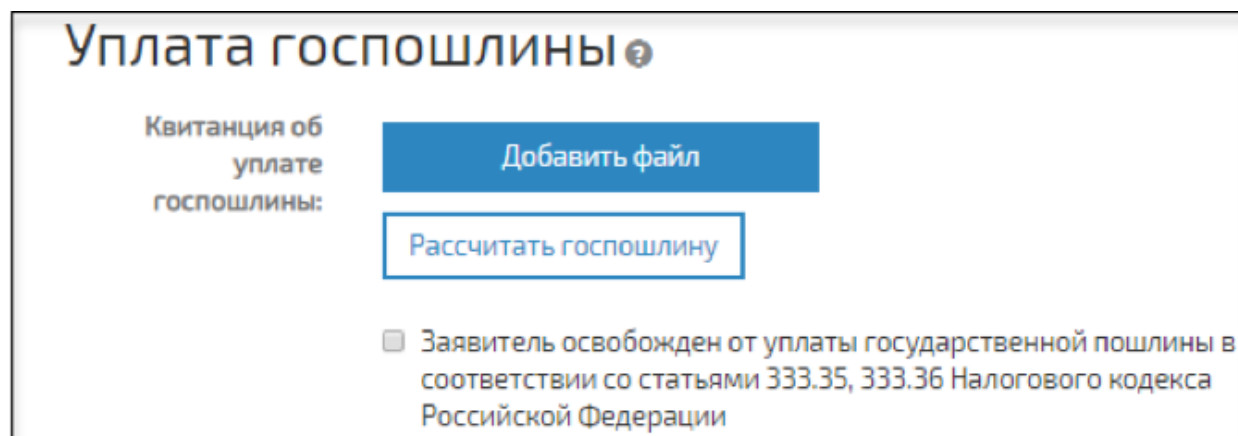 Уплата госпошлины
Квитанция об
уплате
госпошлины:
Добавить файл
Рассчитать госпошлину
Заявитель освобожден от уплаты государственной пошлины в
соответствии со статьями 333.35, 333.36 Налогового кодекса
Российской Федерации